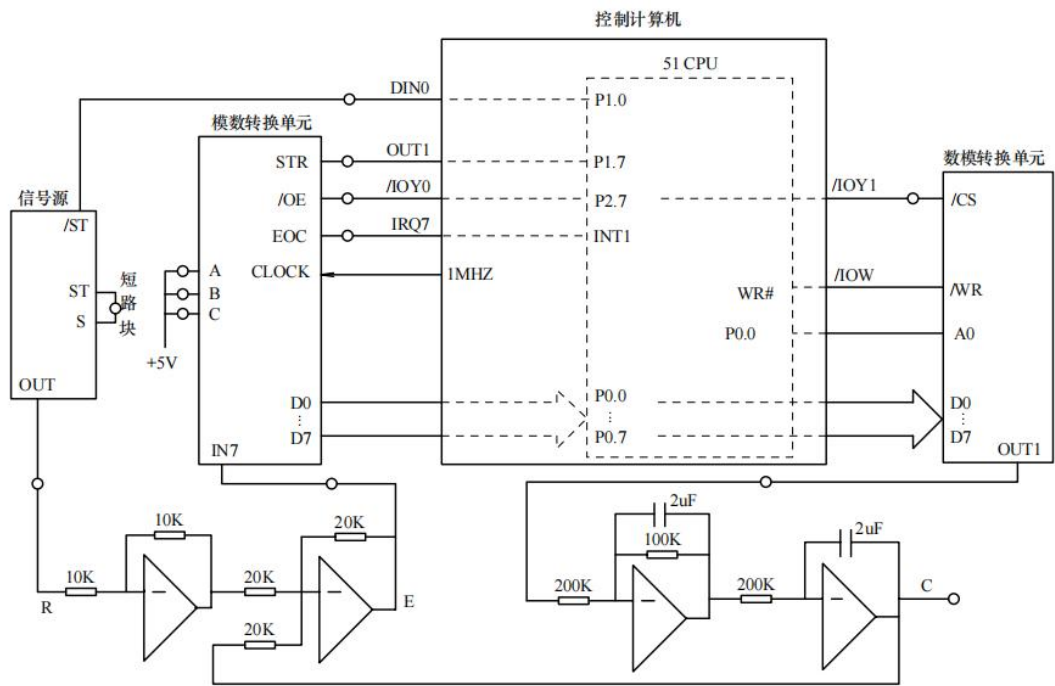 控制计算机
51 CPU
DIN0
P1.0
模数转换单元
STR
OUT1
P1.7
/OE
/IOY0
P2.7
EOC
IRQ7
INT1
CLOCK
1MHZ
A
B
C
+5V
D0
⋮
D7
IN7
信号源
/ST
ST
S
短
路
块
OUT
WR#
P0.0
P0.0
⋮
P0.7
数模转换单元
/IOY1
/CS
/IOW
/WR
A0
D0
⋮
D7
OUT1
10K
10K
R
20K
20K
20K
E
2uF
100K
200K
200K
2uF
C